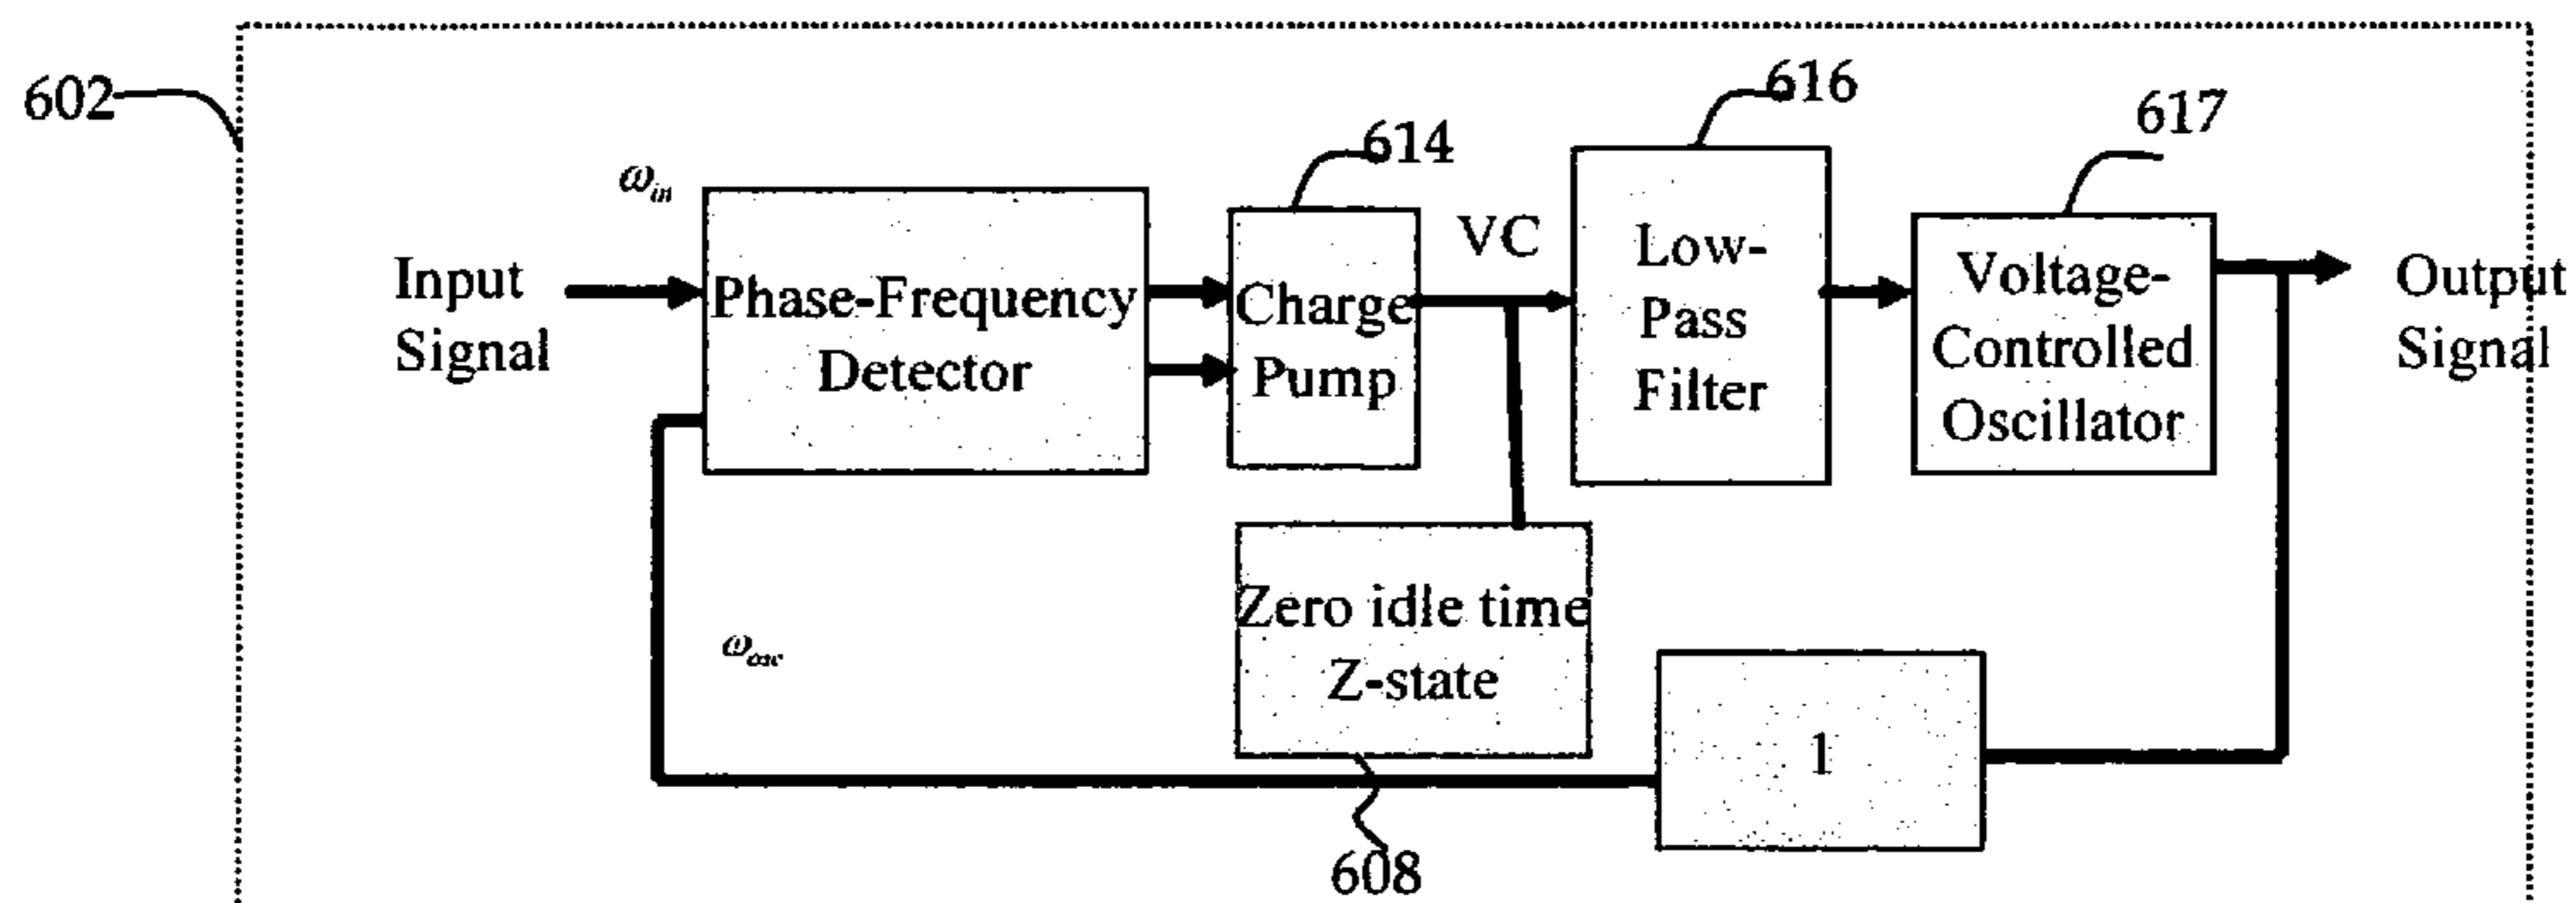 602
616
617
614
ω_in
VC
Input
Signal
Phase-Frequency
Detector
Charge
Pump
Low-
Pass
Filter
Voltage-
Controlled
Oscillator
Output
Signal
Zero idle time
Z-state
ω_osc
1
608